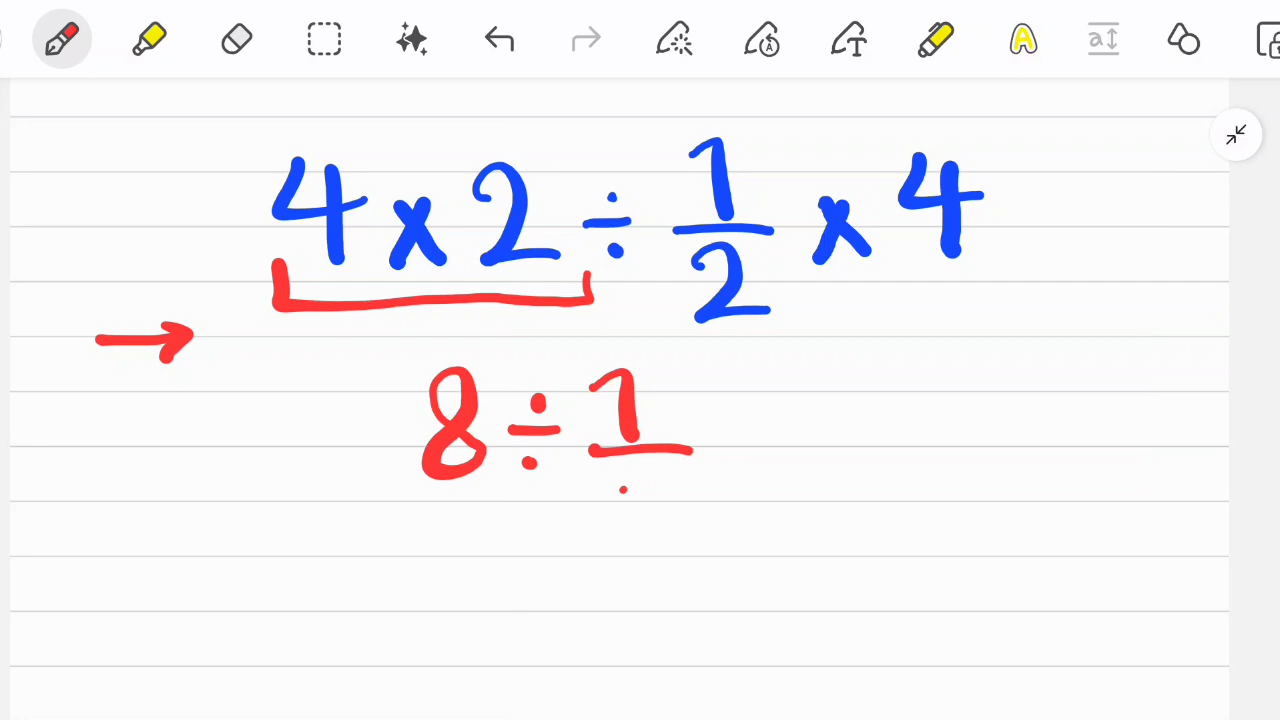 4 × 2 ÷ 1/2 × 4
→ 8 ÷ 1